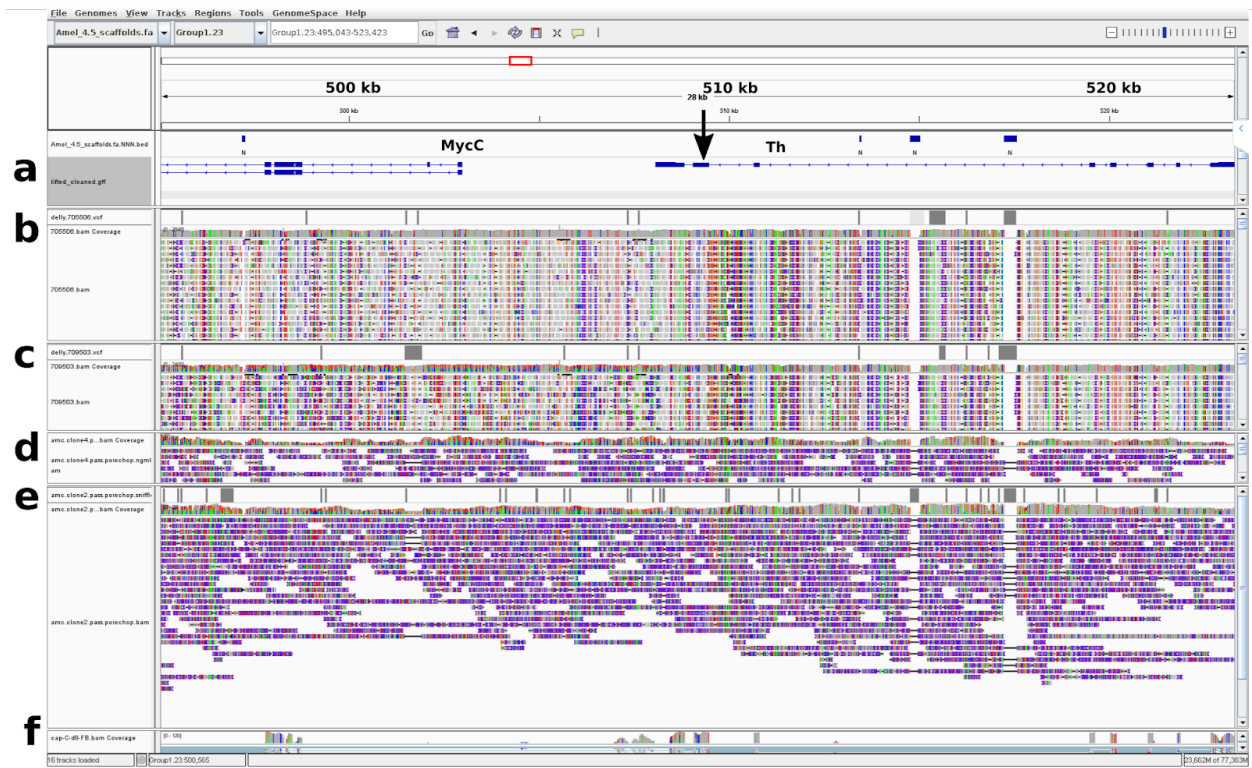 File Genomes View Tracks Regions Tools GenomeSpace Help
Amel_4.5_scaffolds.fa Group1.23 Group1.23:495,043-523,423 Go
500 kb 510 kb 520 kb
28 kb
500 kb 510 kb 520 kb
Amel_4.5_scaffolds.fa.NNN.bed
MycC Th
N N N N
a
lifted_cleaned.gff
b
delly.705506.vcf
705506.bam Coverage
705506.bam
c
delly.709503.vcf
709503.bam Coverage
709503.bam
d
amc.clone4.p...bam Coverage
amc.clone4.pass.porechop.ngml
am
e
amc.clone2.pass.porechop.sniffl
amc.clone2.p...bam Coverage
amc.clone2.pass.porechop.bam
f
cap-C-dB-FB.bam Coverage
[0 - 120]
16 tracks loaded Group1.23:500,565 23,662M of 77,363M